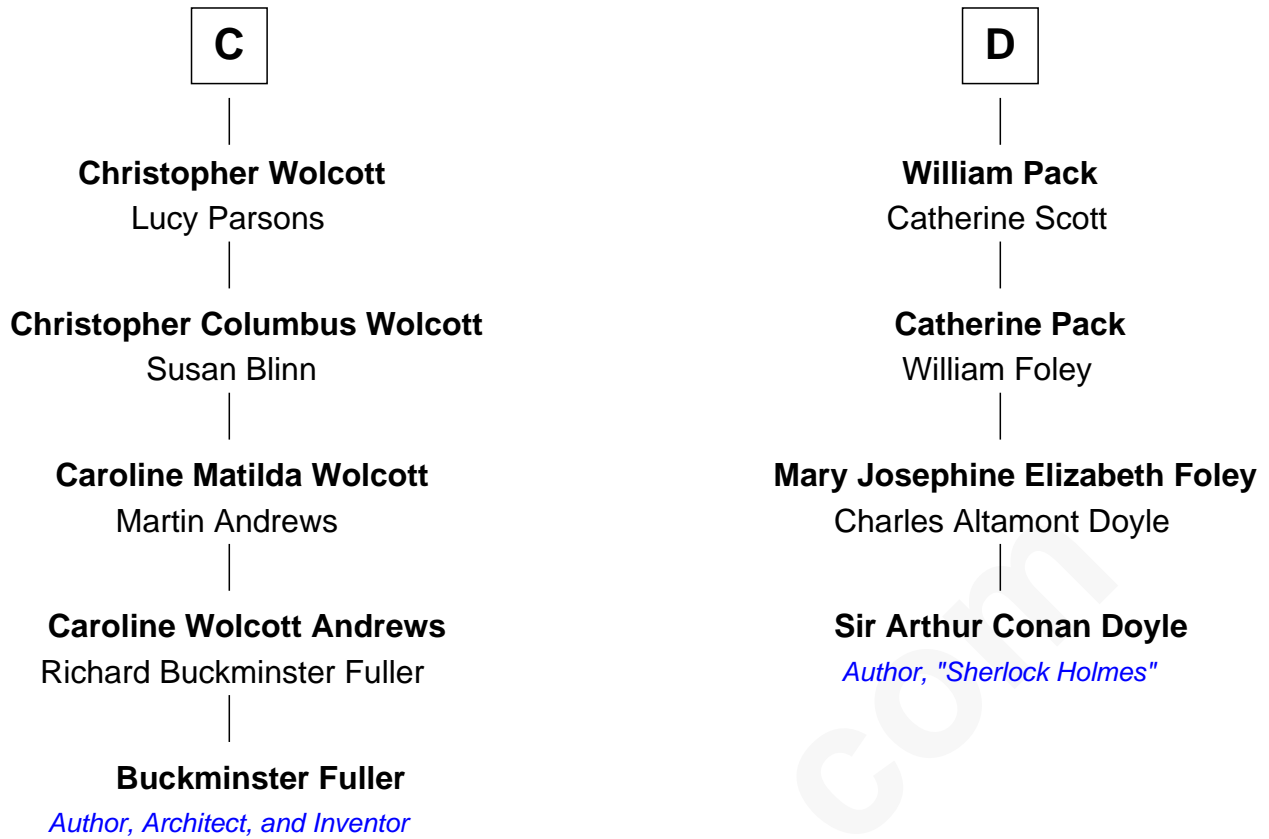 C
Christopher Wolcott
Lucy Parsons
Christopher Columbus Wolcott
Susan Blinn
Caroline Matilda Wolcott
Martin Andrews
Caroline Wolcott Andrews
Richard Buckminster Fuller
Buckminster Fuller
Author, Architect, and Inventor
D
William Pack
Catherine Scott
Catherine Pack
William Foley
Mary Josephine Elizabeth Foley
Charles Altamont Doyle
Sir Arthur Conan Doyle
Author, "Sherlock Holmes"
com